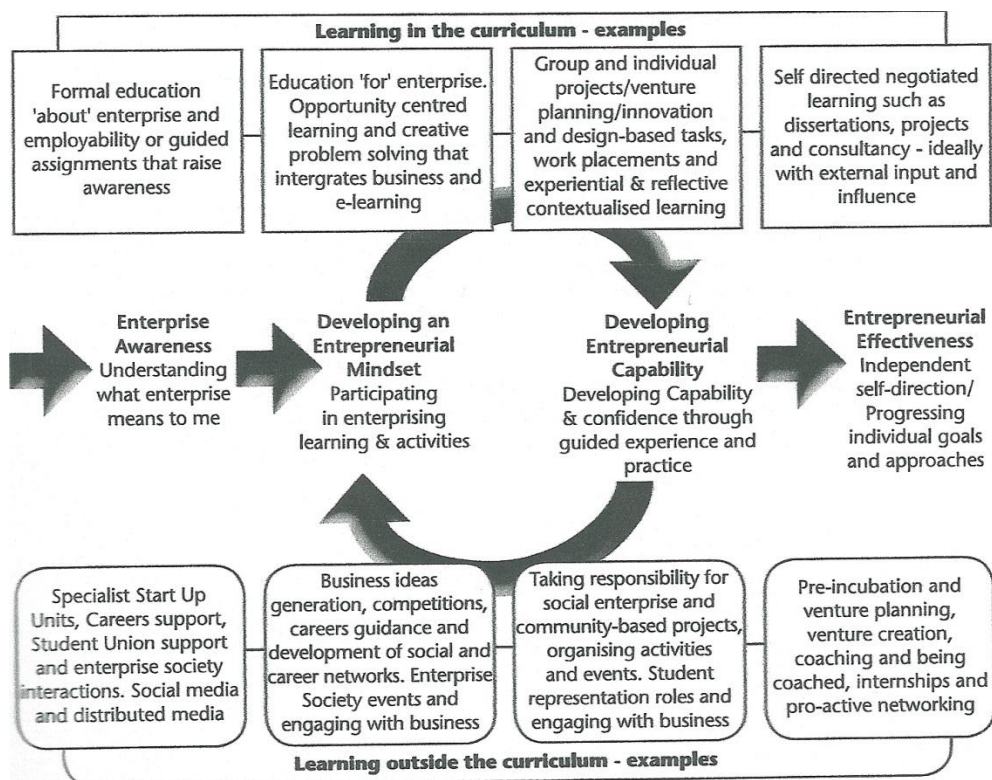 Learning in the curriculum - examples
Formal education
'about' enterprise and
employability or guided
assignments that raise
awareness
Education 'for' enterprise.
Opportunity centred
learning and creative
problem solving that
intergrates business and
e-learning
Group and individual
projects/venture
planning/innovation
and design-based tasks,
work placements and
experiential & reflective
contextualised learning
Self directed negotiated
learning such as
dissertations, projects
and consultancy - ideally
with external input and
influence
Enterprise
Awareness
Understanding
what enterprise
means to me
Developing an
Entrepreneurial
Mindset
Participating
in enterprising
learning & activities
Developing
Entrepreneurial
Capability
Developing Capability
& confidence through
guided experience and
practice
Entrepreneurial
Effectiveness
Independent
self-direction/
Progressing
individual goals
and approaches
Specialist Start Up
Units, Careers support,
Student Union support
and enterprise society
interactions. Social media
and distributed media
Business ideas
generation, competitions,
careers guidance and
development of social and
career networks. Enterprise
Society events and
engaging with business
Taking responsibility for
social enterprise and
community-based projects,
organising activities
and events. Student
representation roles and
engaging with business
Pre-incubation and
venture planning,
venture creation,
coaching and being
coached, internships and
pro-active networking
Learning outside the curriculum - examples